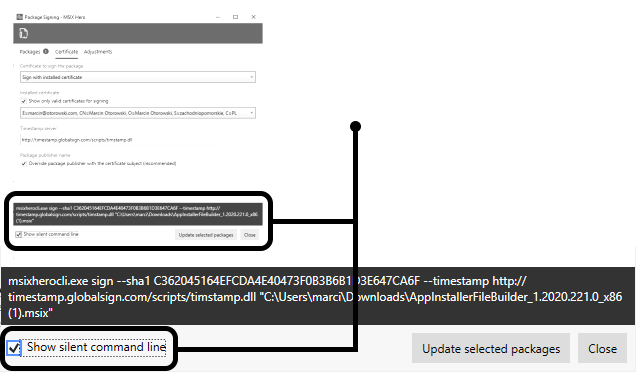 Package Signing - MSIX Hero
Packages 1 Certificate Adjustments
Certificate to sign the package
Sign with installed certificate
Installed certificate
Show only valid certificates for signing
E=marcin@otorowski.com, CN=Marcin Otorowski, O=Marcin Otorowski, S=zachodniopomorskie, C=PL
Timestamp server
http://timestamp.globalsign.com/scripts/timstamp.dll
Package publisher name
Override package publisher with the certificate subject (recommended)
msixherocli.exe sign --sha1 C362045164EFCDA4E40473F0B3B6B1D3E647CA6F --timestamp http://
timestamp.globalsign.com/scripts/timstamp.dll "C:\Users\marci\Downloads\AppInstallerFileBuilder_1.2020.221.0_x86
(1).msix"
Show silent command line Update selected packages Close
msixherocli.exe sign --sha1 C362045164EFCDA4E40473F0B3B6B1D3E647CA6F --timestamp http://
timestamp.globalsign.com/scripts/timstamp.dll "C:\Users\marci\Downloads\AppInstallerFileBuilder_1.2020.221.0_x86
(1).msix"
Show silent command line Update selected packages Close